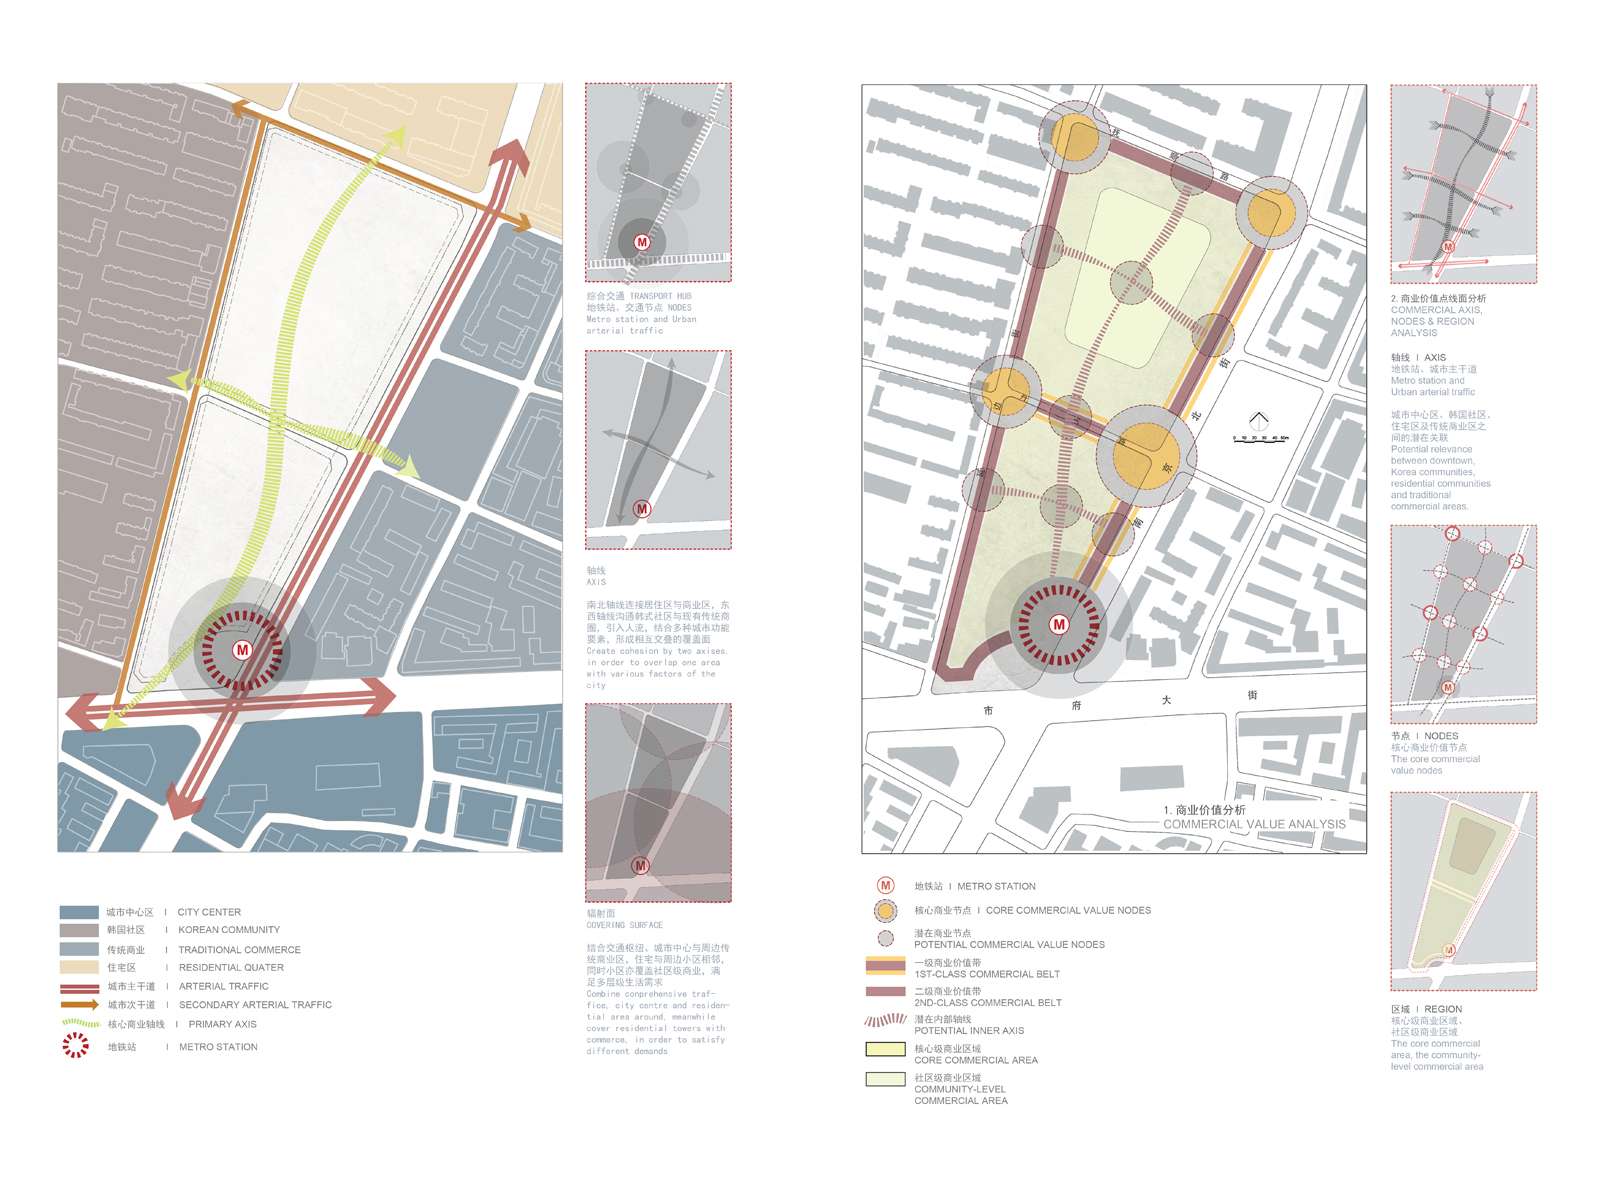 M
城市中心区 I CITY CENTER
韩国社区 I KOREAN COMMUNITY
传统商业 I TRADITIONAL COMMERCE
住宅区 I RESIDENTIAL QUATER
城市主干道 I ARTERIAL TRAFFIC
城市次干道 I SECONDARY ARTERIAL TRAFFIC
核心商业轴线 I PRIMARY AXIS
地铁站 I METRO STATION
M
综合交通 TRANSPORT HUB
地铁站、交通节点 NODES
Metro station and Urban
arterial traffic
M
轴线
AXIS
南北轴线连接居住区与商业区，东
西轴线沟通韩式社区与现有传统商
圈，引入人流，结合多种城市功能
要素，形成相互交叠的覆盖面
Create cohesion by two axises.
in order to overlap one area
with various factors of the
city
M
辐射面
COVERING SURFACE
结合交通枢纽、城市中心与周边传
统商业区，住宅与周边小区相邻，
同时小区亦覆盖社区级商业，满
足多层级生活需求
Combine conprehensive traf-
fice, city centre and residen-
tial area around, meanwhile
cover residential towers with
commerce, in order to satisfy
different demands
路
街
北
京
南
M
市 府 大 街
1. 商业价值分析
COMMERCIAL VALUE ANALYSIS
M 地铁站 I METRO STATION
核心商业节点 I CORE COMMERCIAL VALUE NODES
潜在商业节点
POTENTIAL COMMERCIAL VALUE NODES
一级商业价值带
1ST-CLASS COMMERCIAL BELT
二级商业价值带
2ND-CLASS COMMERCIAL BELT
潜在内部轴线
POTENTIAL INNER AXIS
核心级商业区域
CORE COMMERCIAL AREA
社区级商业区域
COMMUNITY-LEVEL
COMMERCIAL AREA
M
2. 商业价值点线面分析
COMMERCIAL AXIS,
NODES & REGION
ANALYSIS
轴线 I AXIS
地铁站、城市主干道
Metro station and
Urban arterial traffic
城市中心区、韩国社区、
住宅区及传统商业区之
间的潜在关联
Potential relevance
between downtown,
Korea communities,
residential communities
and traditional
commercial areas.
M
节点 I NODES
核心商业价值节点
The core commercial
value nodes
M
区域 I REGION
核心级商业区域、
社区级商业区域
The core commercial
area, the community-
level commercial area